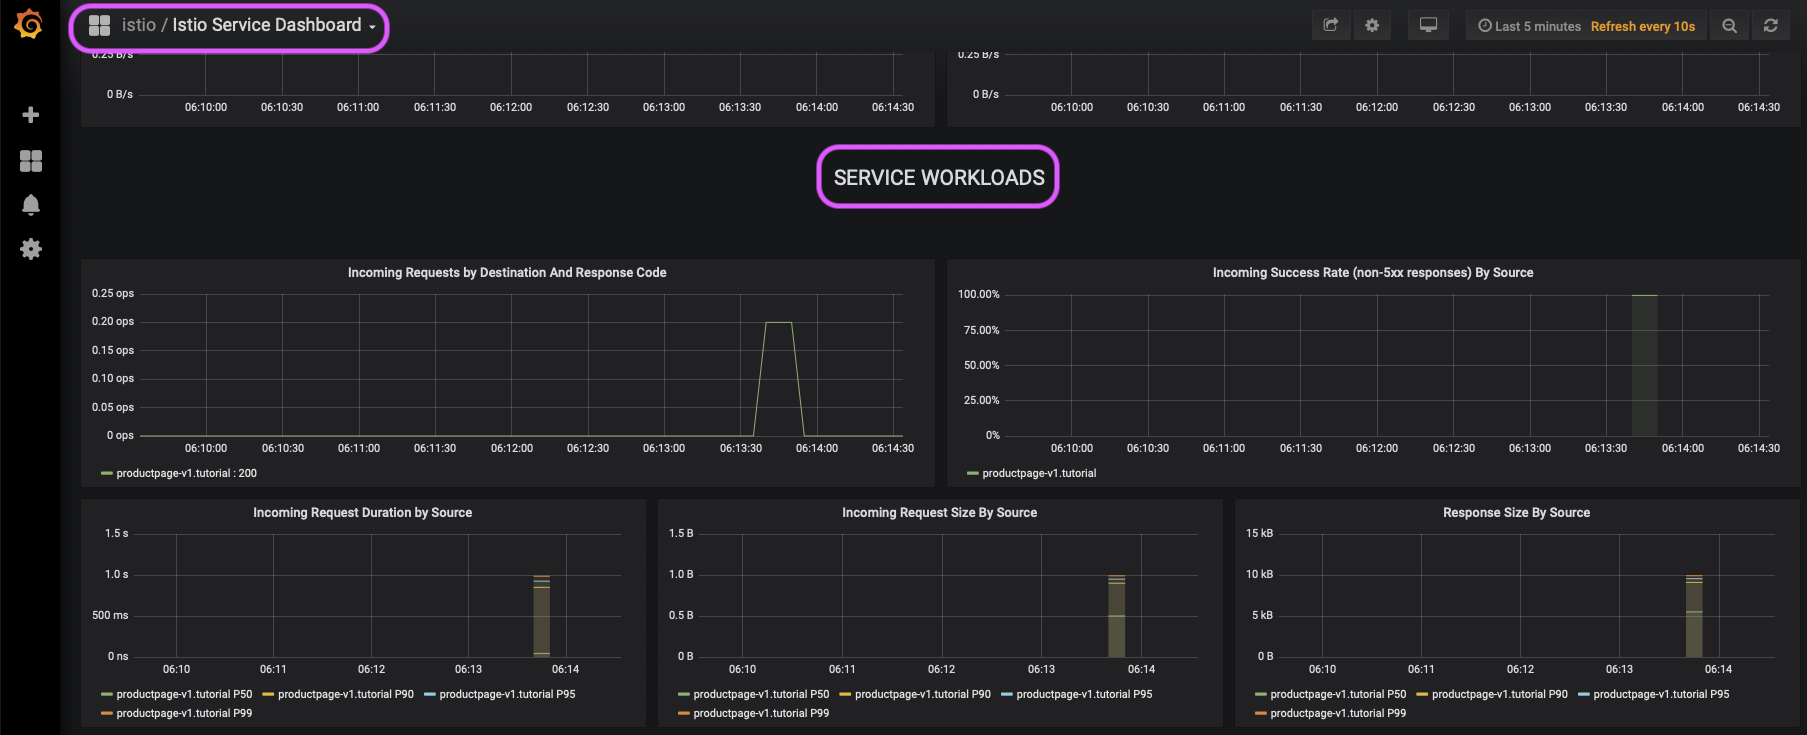 istio / Istio Service Dashboard
Last 5 minutes Refresh every 10s
0.25 B/s
0 B/s
06:10:00 06:10:30 06:11:00 06:11:30 06:12:00 06:12:30 06:13:00 06:13:30 06:14:00 06:14:30
0.25 B/s
0 B/s
06:10:00 06:10:30 06:11:00 06:11:30 06:12:00 06:12:30 06:13:00 06:13:30 06:14:00 06:14:30
SERVICE WORKLOADS
Incoming Requests by Destination And Response Code
0.25 ops
0.20 ops
0.15 ops
0.10 ops
0.05 ops
0 ops
06:10:00 06:10:30 06:11:00 06:11:30 06:12:00 06:12:30 06:13:00 06:13:30 06:14:00 06:14:30
productpage-v1.tutorial : 200
Incoming Success Rate (non-5xx responses) By Source
100.00%
75.00%
50.00%
25.00%
0%
06:10:00 06:10:30 06:11:00 06:11:30 06:12:00 06:12:30 06:13:00 06:13:30 06:14:00 06:14:30
productpage-v1.tutorial
Incoming Request Duration by Source
1.5 s
1.0 s
500 ms
0 ns
06:10 06:11 06:12 06:13 06:14
productpage-v1.tutorial P50 productpage-v1.tutorial P90 productpage-v1.tutorial P95
productpage-v1.tutorial P99
Incoming Request Size By Source
1.5 B
1.0 B
0.5 B
0 B
06:10 06:11 06:12 06:13 06:14
productpage-v1.tutorial P50 productpage-v1.tutorial P90 productpage-v1.tutorial P95
productpage-v1.tutorial P99
Response Size By Source
15 kB
10 kB
5 kB
0 B
06:10 06:11 06:12 06:13 06:14
productpage-v1.tutorial P50 productpage-v1.tutorial P90 productpage-v1.tutorial P95
productpage-v1.tutorial P99